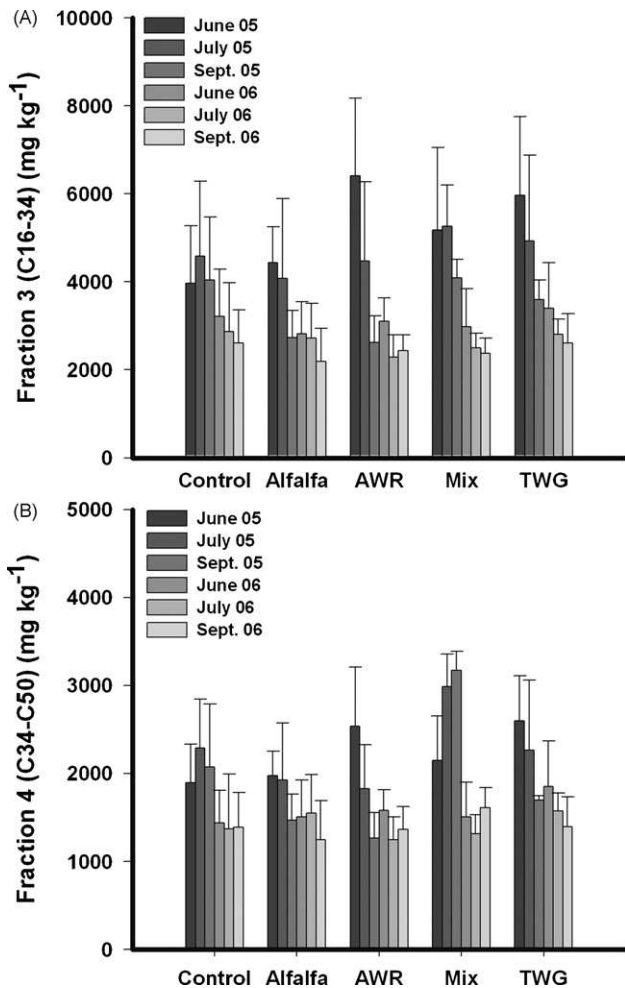 (A)
Fraction 3 (C16-34) (mg kg⁻¹)
10000
8000
6000
4000
2000
0
June 05
July 05
Sept. 05
June 06
July 06
Sept. 06
Control Alfalfa AWR Mix TWG
(B)
Fraction 4 (C34-C50) (mg kg⁻¹)
5000
4000
3000
2000
1000
0
June 05
July 05
Sept. 05
June 06
July 06
Sept. 06
Control Alfalfa AWR Mix TWG